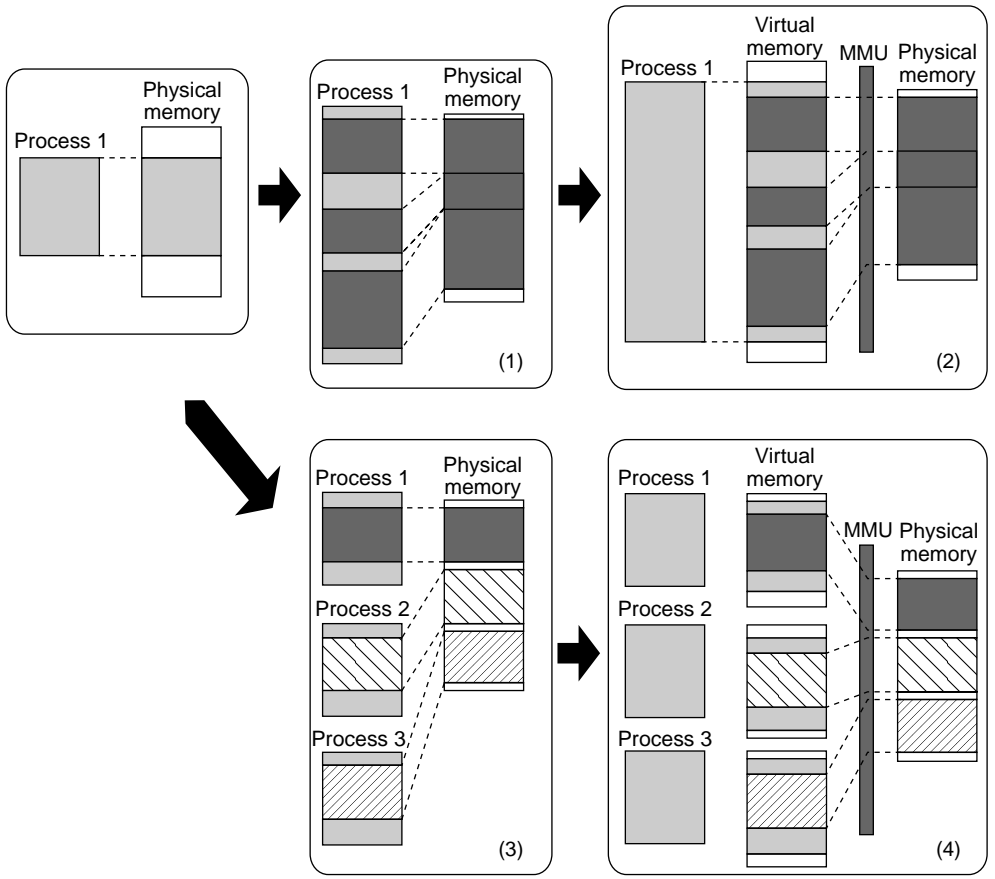 Process 1
Physical
memory
Process 1
Physical
memory
(1)
Process 1
Virtual
memory
MMU
Physical
memory
(2)
Process 1
Physical
memory
Process 2
Process 3
(3)
Process 1
Virtual
memory
MMU
Physical
memory
Process 2
Process 3
(4)